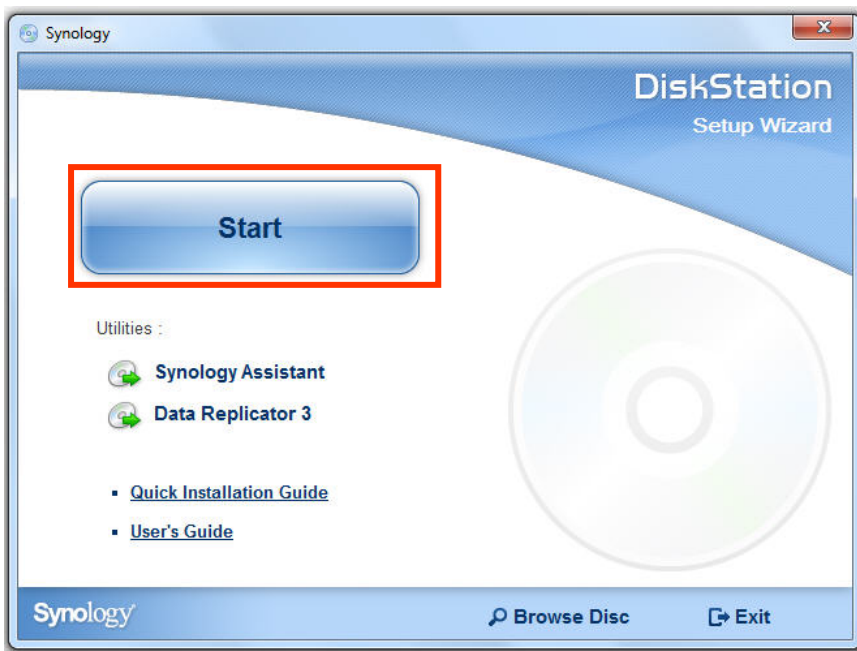 Synology
DiskStation
Setup Wizard
Start
Utilities :
Synology Assistant
Data Replicator 3
Quick Installation Guide
User's Guide
Synology
Browse Disc
Exit